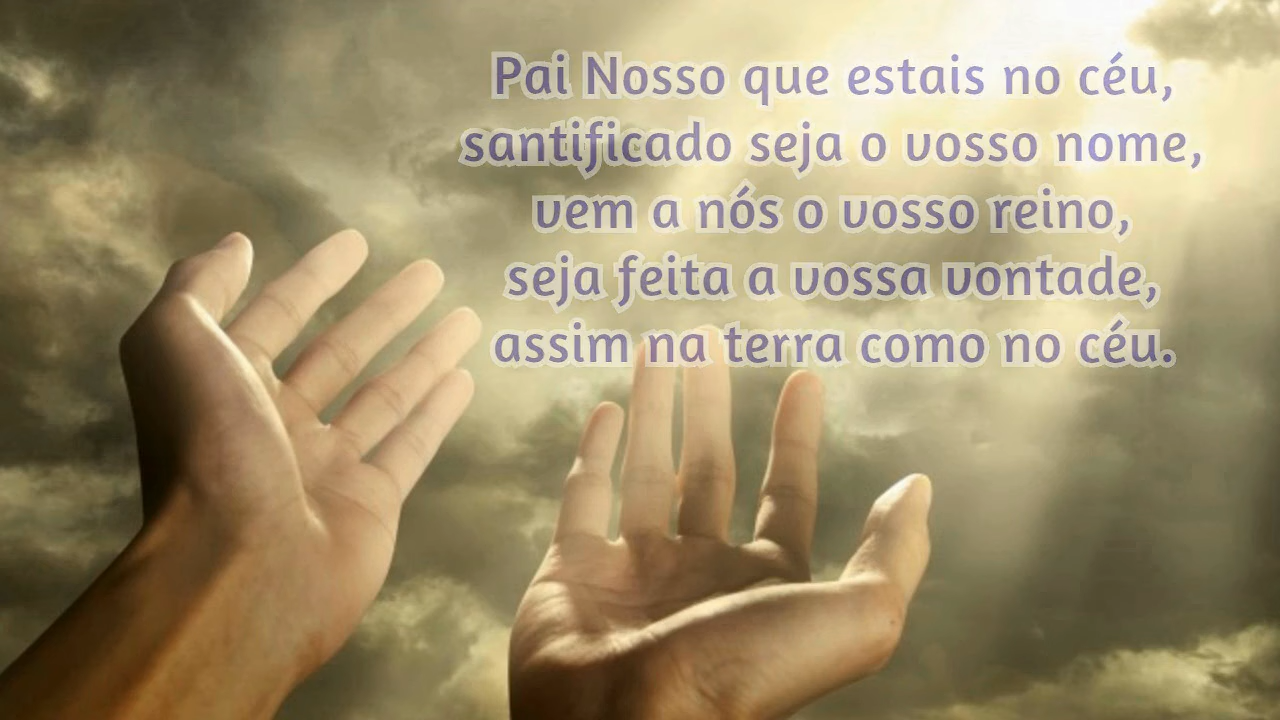 Pai Nosso que estais no céu,
santificado seja o vosso nome,
vem a nós o vosso reino,
seja feita a vossa vontade,
assim na terra como no céu.